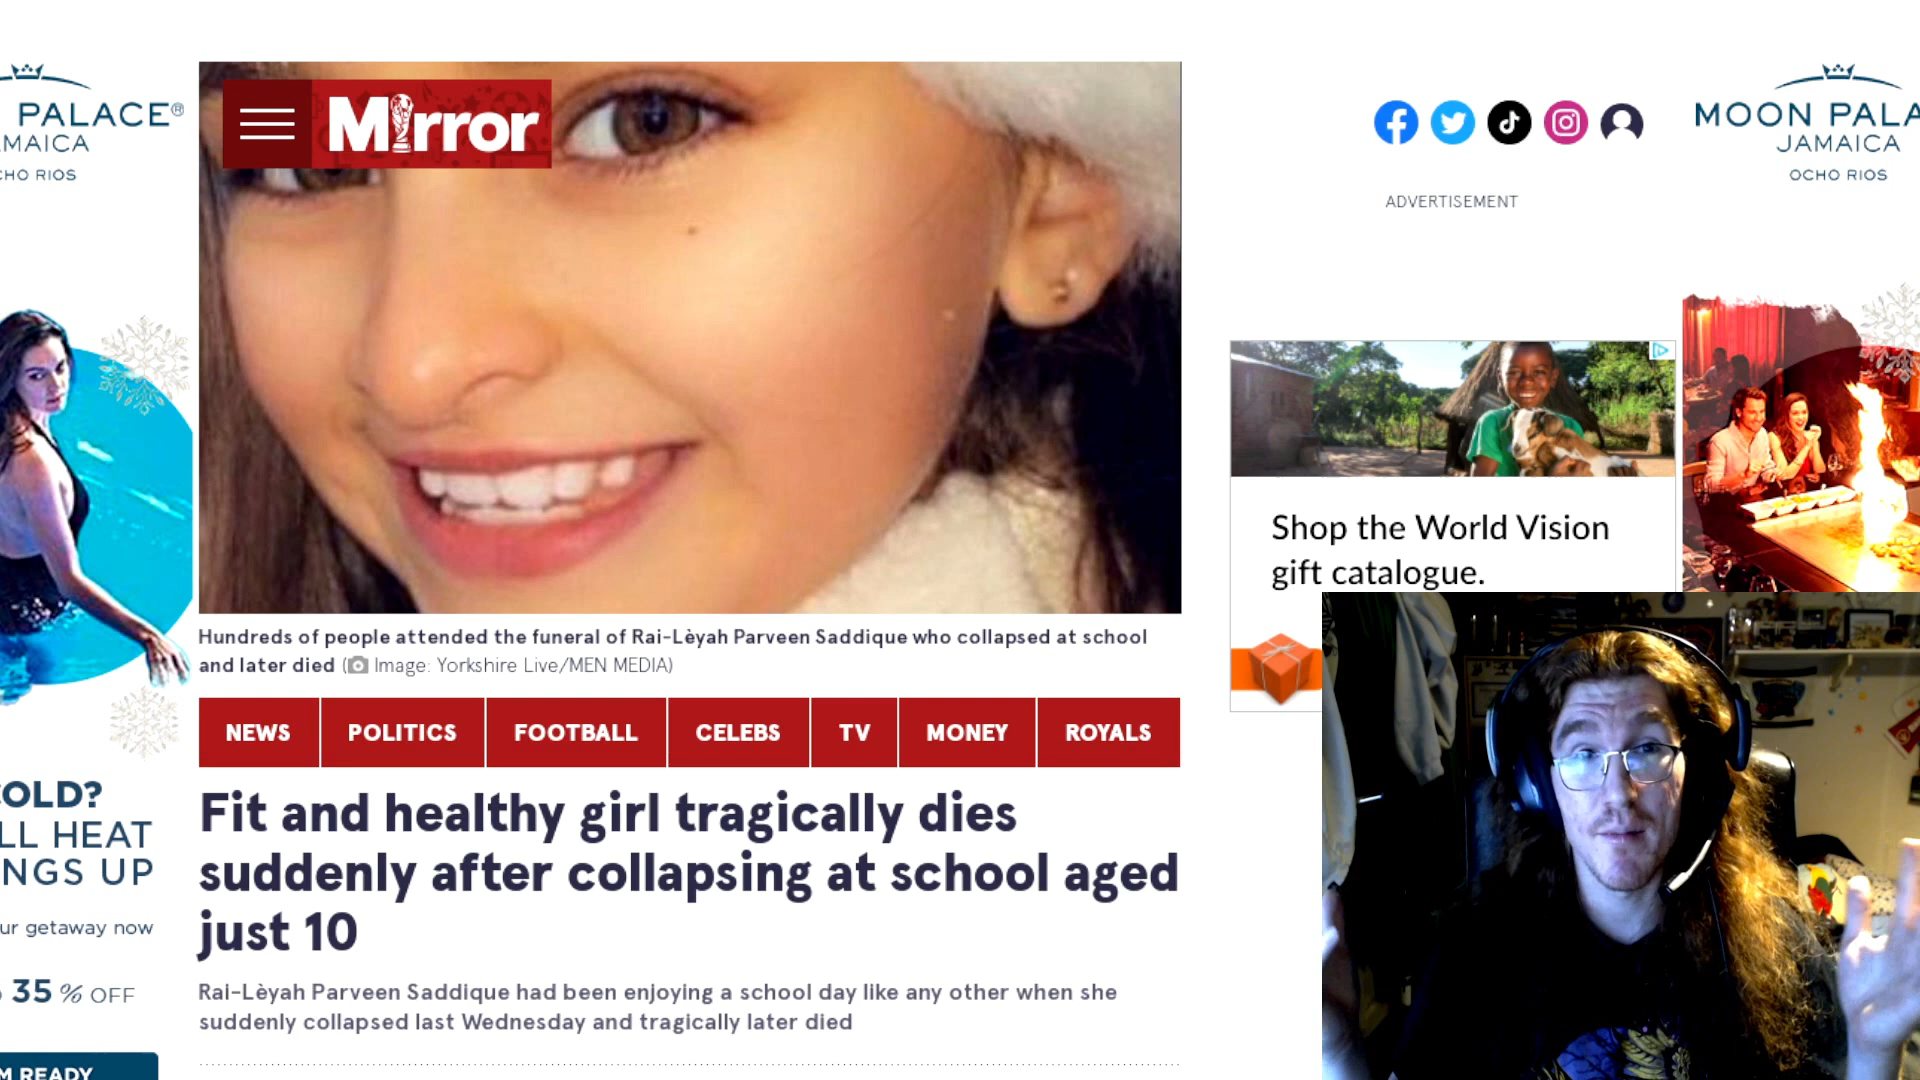 PALACE®
MAICA
HO RIOS
Mirror
MOON PALA
JAMAICA
OCHO RIOS
ADVERTISEMENT
Shop the World Vision
gift catalogue.
Hundreds of people attended the funeral of Rai-Lèyah Parveen Saddique who collapsed at school
and later died (Image: Yorkshire Live/MEN MEDIA)
NEWS
POLITICS
FOOTBALL
CELEBS
TV
MONEY
ROYALS
Fit and healthy girl tragically dies
suddenly after collapsing at school aged
just 10
Rai-Lèyah Parveen Saddique had been enjoying a school day like any other when she
suddenly collapsed last Wednesday and tragically later died
OLD?
LL HEAT
NGS UP
ur getaway now
35 % OFF
M READY